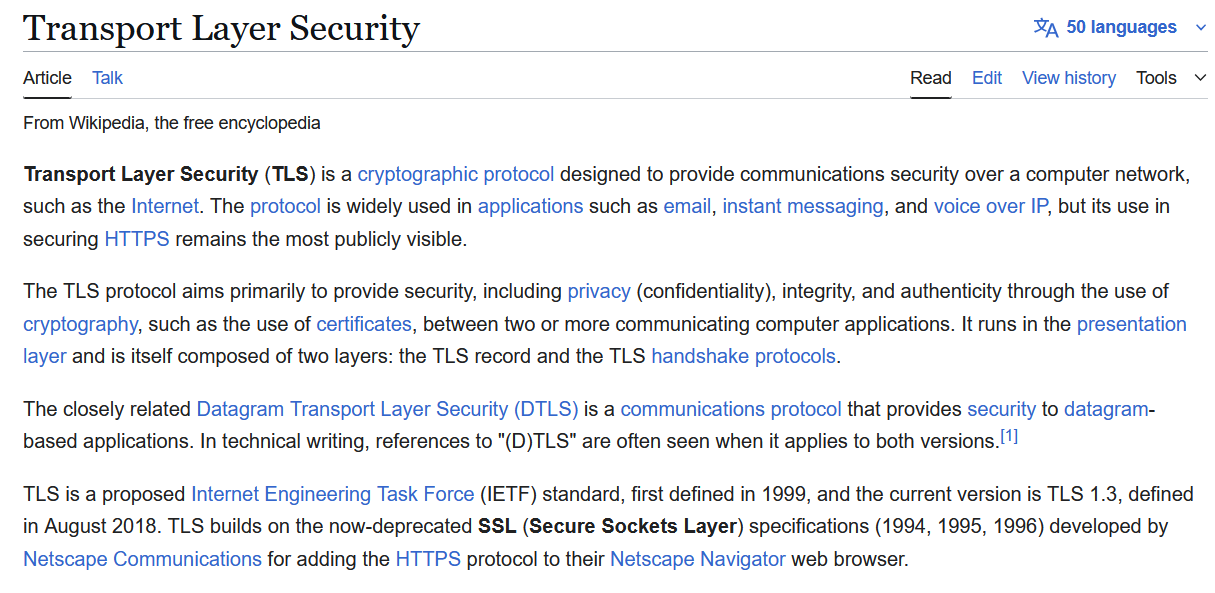 Transport Layer Security
50 languages
Article Talk
Read Edit View history Tools
From Wikipedia, the free encyclopedia
Transport Layer Security (TLS) is a cryptographic protocol designed to provide communications security over a computer network,
such as the Internet. The protocol is widely used in applications such as email, instant messaging, and voice over IP, but its use in
securing HTTPS remains the most publicly visible.
The TLS protocol aims primarily to provide security, including privacy (confidentiality), integrity, and authenticity through the use of
cryptography, such as the use of certificates, between two or more communicating computer applications. It runs in the presentation
layer and is itself composed of two layers: the TLS record and the TLS handshake protocols.
The closely related Datagram Transport Layer Security (DTLS) is a communications protocol that provides security to datagram-
based applications. In technical writing, references to "(D)TLS" are often seen when it applies to both versions.[1]
TLS is a proposed Internet Engineering Task Force (IETF) standard, first defined in 1999, and the current version is TLS 1.3, defined
in August 2018. TLS builds on the now-deprecated SSL (Secure Sockets Layer) specifications (1994, 1995, 1996) developed by
Netscape Communications for adding the HTTPS protocol to their Netscape Navigator web browser.